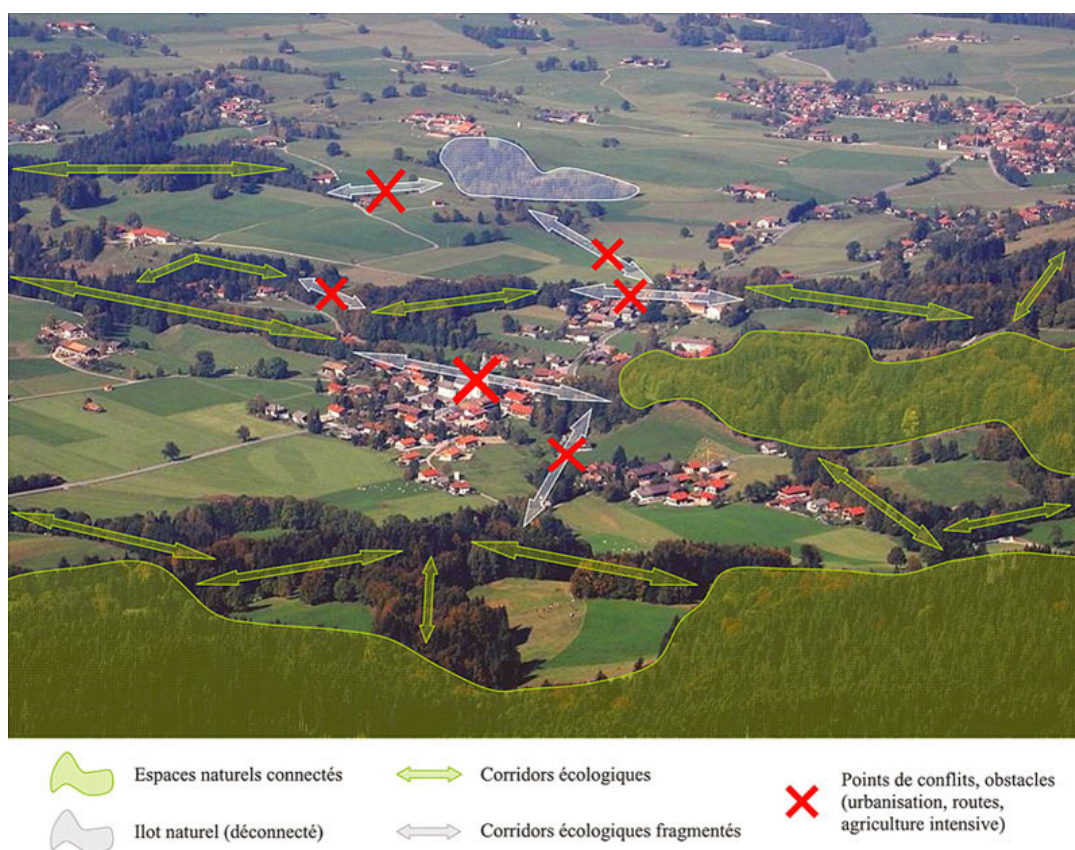 Espaces naturels connectés
Corridors écologiques
Points de conflits, obstacles
(urbanisation, routes,
agriculture intensive)
Ilot naturel (déconnecté)
Corridors écologiques fragmentés